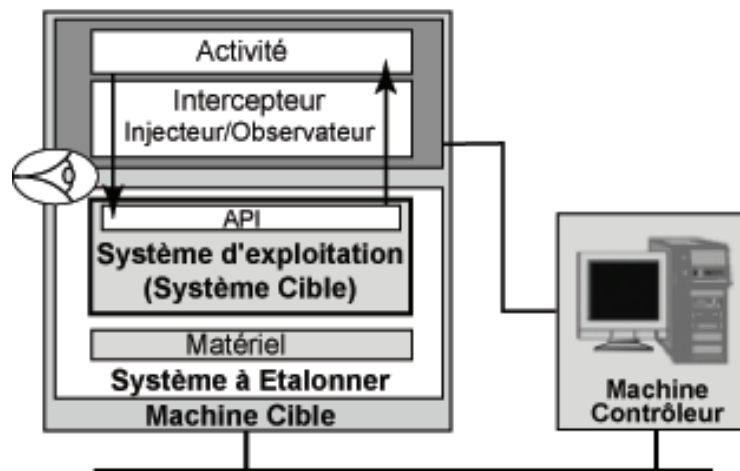 Activité
Intercepteur
Injecteur/Observateur
API
Système d'exploitation
(Système Cible)
Matériel
Système à Etalonner
Machine Cible
Machine
Contrôleur